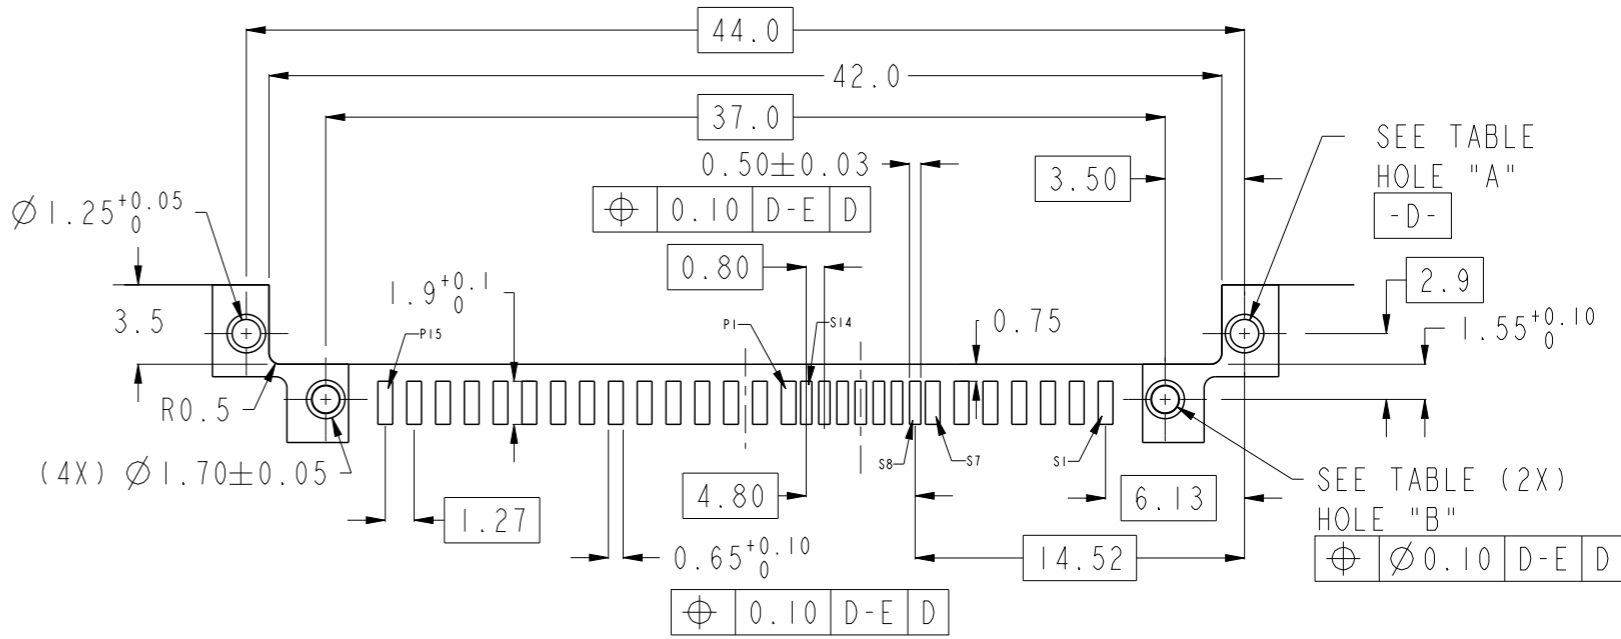 44.0
42.0
37.0
0.50±0.03
⌖ 0.10 D-E D
3.50
SEE TABLE
HOLE "A"
-D-
Ø1.25 +0.05 0
0.80
2.9
3.5
1.9 +0.1 0
P15
P1
S14
0.75
1.55 +0.10 0
R0.5
(4X) Ø1.70±0.05
S8
S7
S1
1.27
4.80
6.13
SEE TABLE (2X)
HOLE "B"
⌖ Ø0.10 D-E D
0.65 +0.10 0
14.52
⌖ 0.10 D-E D